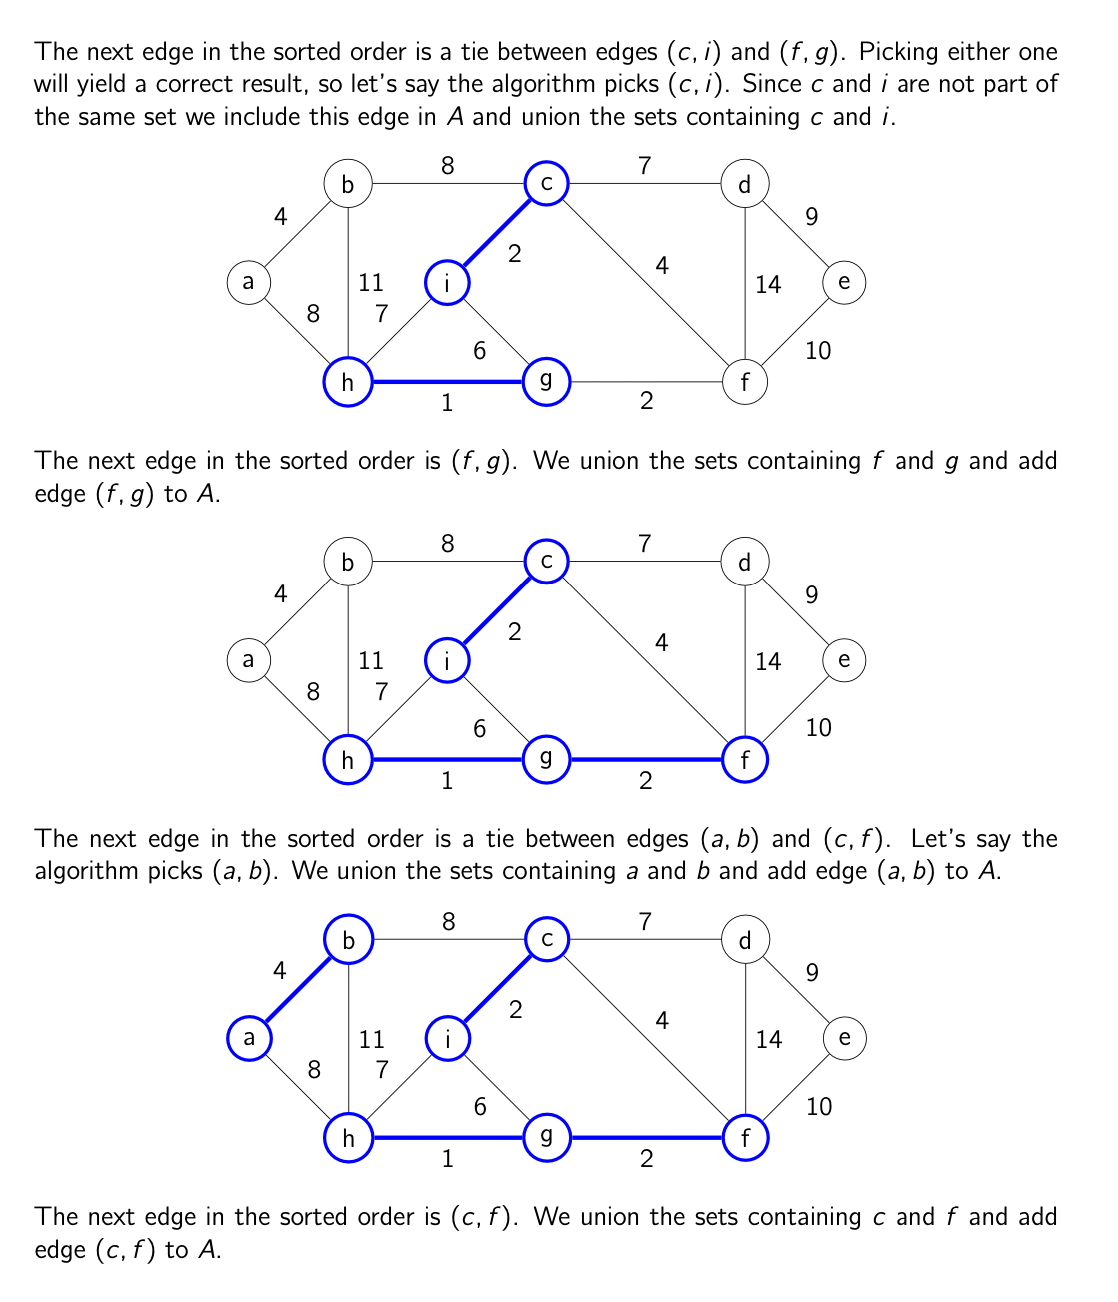 The next edge in the sorted order is a tie between edges (c, i) and (f, g). Picking either one
will yield a correct result, so let's say the algorithm picks (c, i). Since c and i are not part of
the same set we include this edge in A and union the sets containing c and i.
8 7
b c d
4 9
2
4
a 11 i 14 e
8 7
6 10
h g f
1 2
The next edge in the sorted order is (f, g). We union the sets containing f and g and add
edge (f, g) to A.
8 7
b c d
4 9
2
4
a 11 i 14 e
8 7
6 10
h g f
1 2
The next edge in the sorted order is a tie between edges (a, b) and (c, f). Let's say the
algorithm picks (a, b). We union the sets containing a and b and add edge (a, b) to A.
8 7
b c d
4 9
2
4
a 11 i 14 e
8 7
6 10
h g f
1 2
The next edge in the sorted order is (c, f). We union the sets containing c and f and add
edge (c, f) to A.